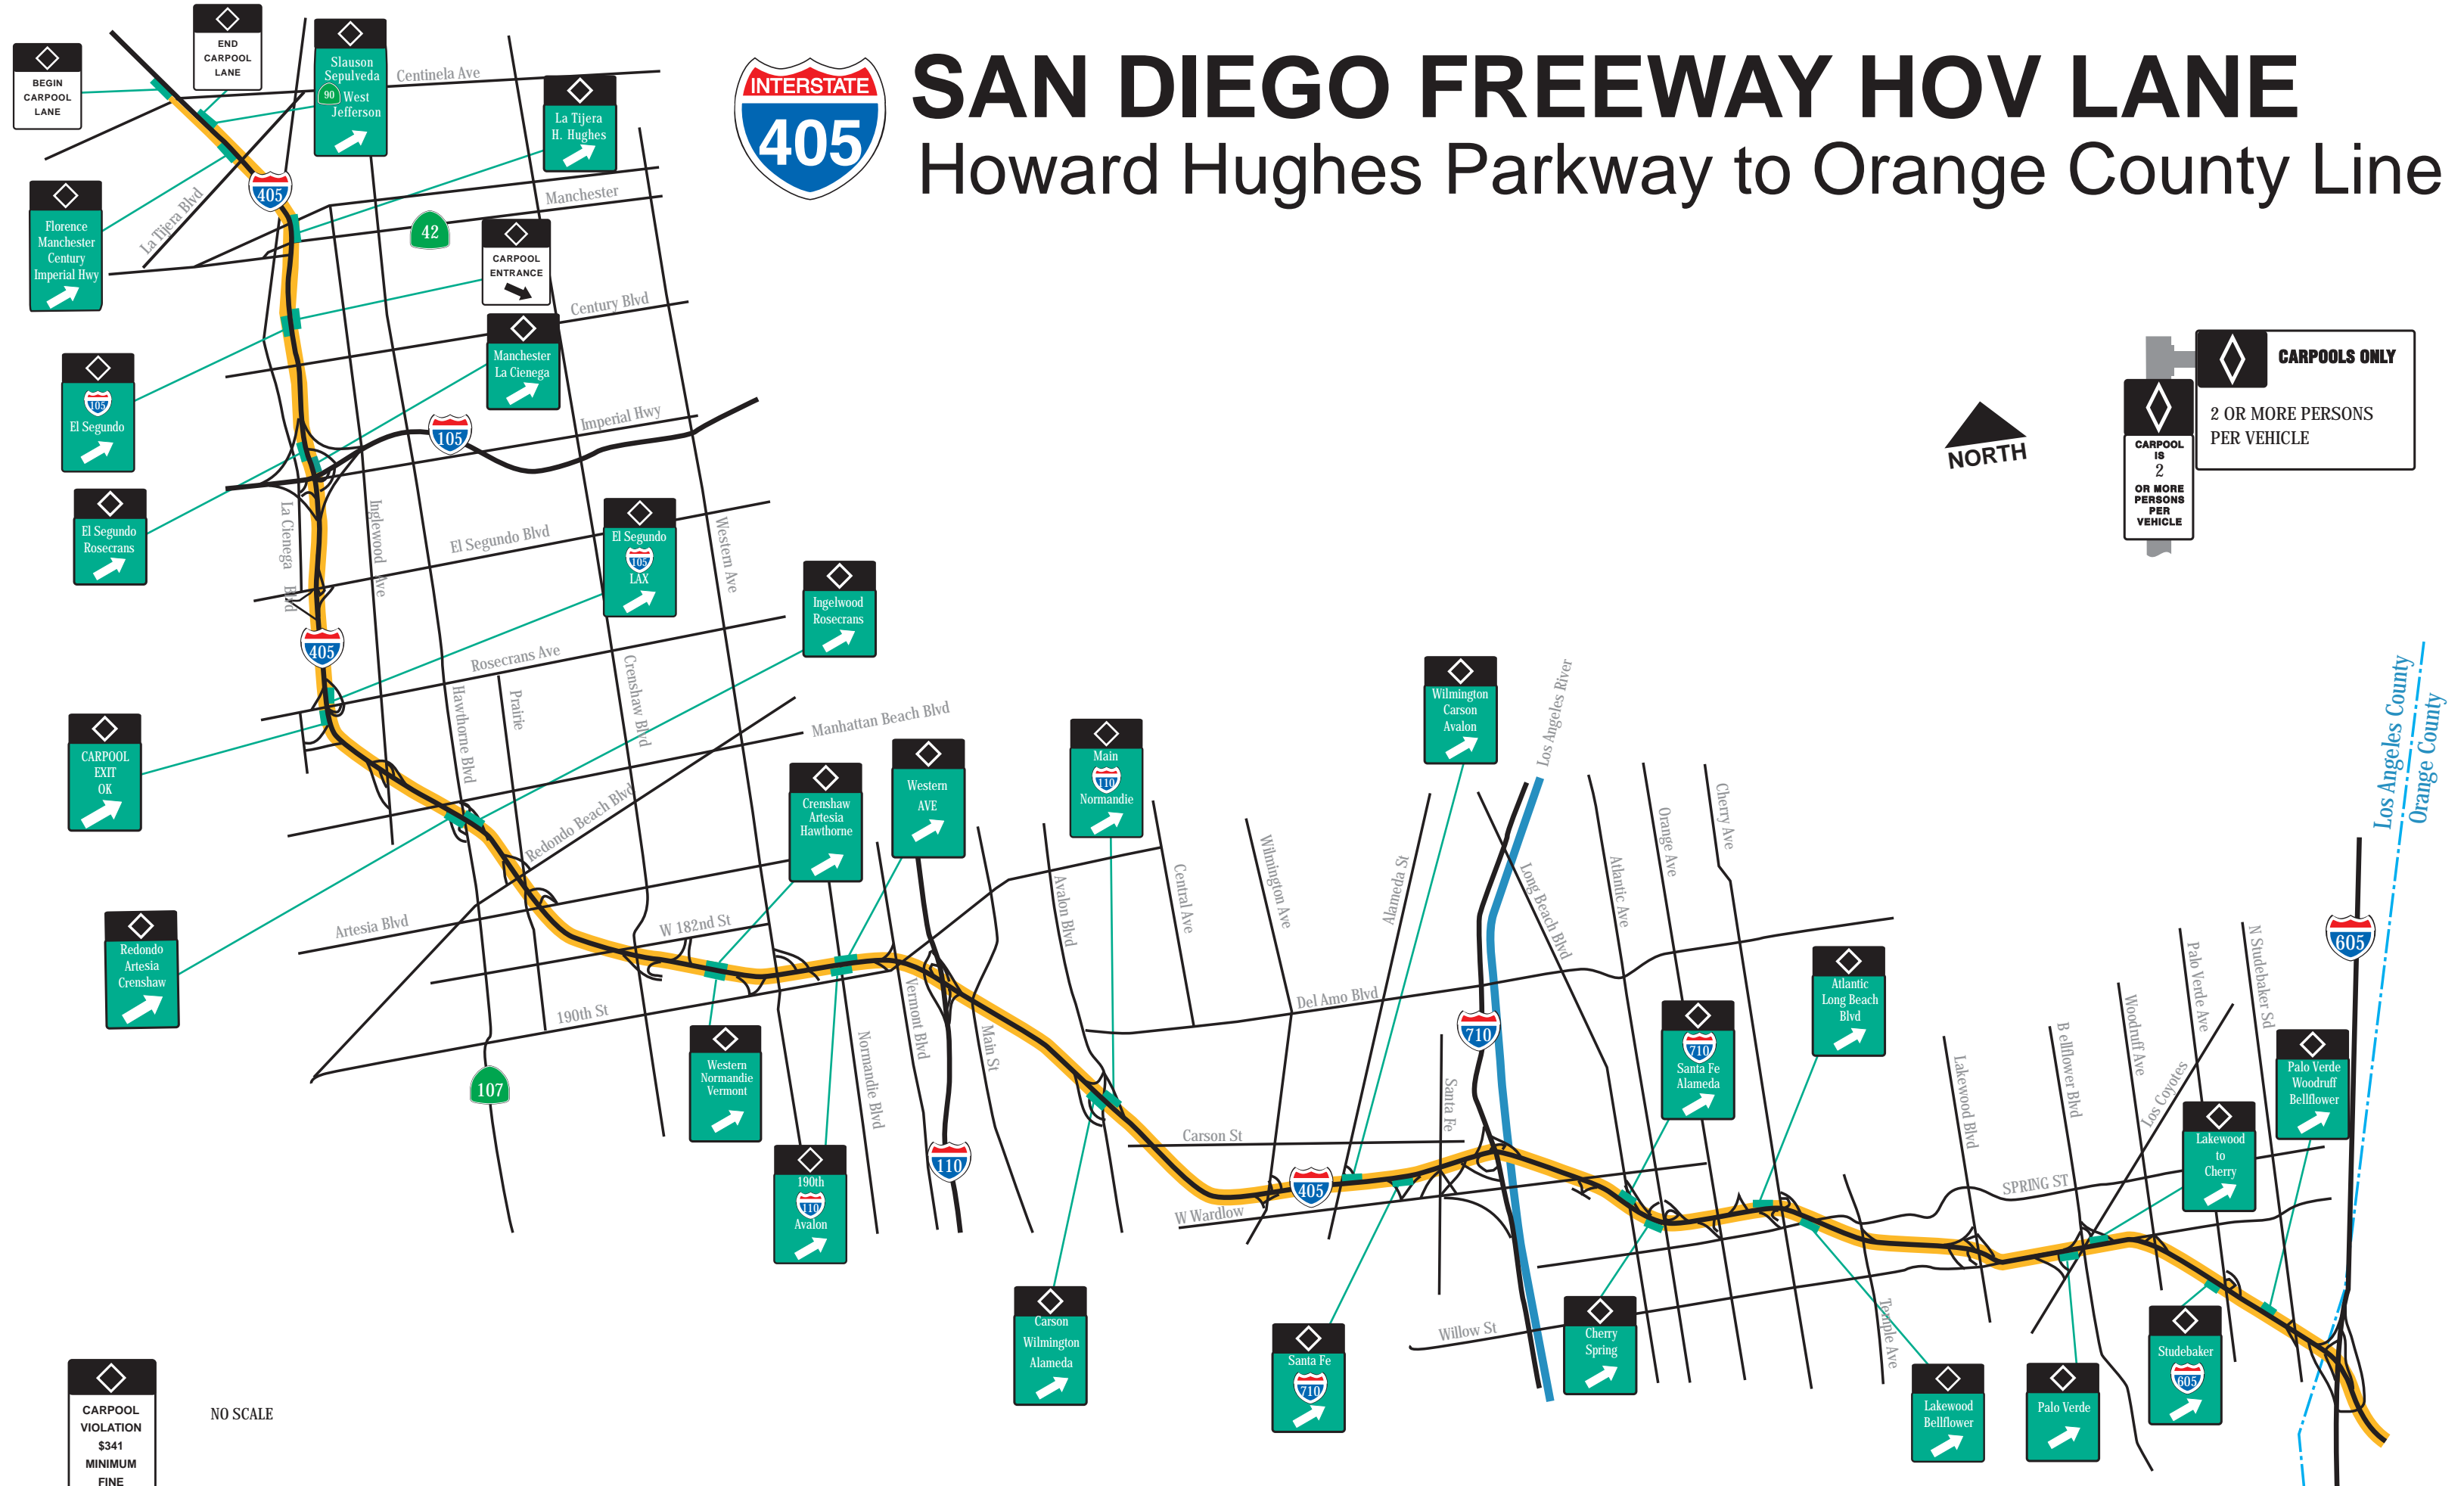 INTERSTATE
405
SAN DIEGO FREEWAY HOV LANE
Howard Hughes Parkway to Orange County Line
BEGIN
CARPOOL
LANE
END
CARPOOL
LANE
Slauson
Sepulveda
90 West
Jefferson
Centinela Ave
La Tijera
H. Hughes
405
La Tijera Blvd
Florence
Manchester
Century
Imperial Hwy
Manchester
42
CARPOOL
ENTRANCE
Century Blvd
Manchester
La Cienega
105
El Segundo
Imperial Hwy
105
El Segundo
Rosecrans
La Cienega Blvd
Inglewood Ave
El Segundo Blvd
El Segundo
105
LAX
Western Ave
Ingelwood
Rosecrans
405
Rosecrans Ave
Hawthorne Blvd
Prairie
Crenshaw Blvd
Manhattan Beach Blvd
CARPOOL
EXIT
OK
Redondo Beach Blvd
Redondo
Artesia
Crenshaw
Artesia Blvd
W 182nd St
190th St
107
Crenshaw
Artesia
Hawthorne
Western
AVE
Main
110
Normandie
Western
Normandie
Vermont
190th
110
Avalon
Normandie Blvd
Vermont Blvd
Main St
110
Avalon Blvd
Central Ave
Wilmington Ave
Alameda St
Wilmington
Carson
Avalon
Los Angeles River
Long Beach Blvd
Atlantic Ave
Orange Ave
Cherry Ave
Del Amo Blvd
710
Carson St
Santa Fe
405
W Wardlow
Carson
Wilmington
Alameda
Santa Fe
710
Willow St
Cherry
Spring
710
Santa Fe
Alameda
Atlantic
Long Beach
Blvd
Temple Ave
Lakewood Blvd
B Bellflower Blvd
Woodruff Ave
Los Coyotes
Palo Verde Ave
N Studebaker Sd
SPRING ST
Lakewood
to
Cherry
Palo Verde
Woodruff
Bellflower
Lakewood
Bellflower
Palo Verde
Studebaker
605
605
Los Angeles County
Orange County
NORTH
CARPOOLS ONLY
2 OR MORE PERSONS
PER VEHICLE
CARPOOL
IS
2
OR MORE
PERSONS
PER
VEHICLE
CARPOOL
VIOLATION
$341
MINIMUM
FINE
NO SCALE